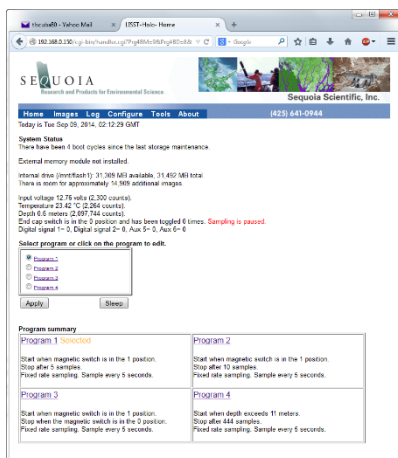 thcubu80 - Yahoo Mail
LISST-Holo- Home
192.168.0.150/cgi-bin/handler.cgi?
Google
SEQUOIA
Research and Products for Environmental Science
Sequoia Scientific, Inc.
Home Images Log Configure Tools About (425) 641-0944
Today is Tue Sep 09, 2014, 02:12:29 GMT
System Status
There have been 4 boot cycles since the last storage maintenance.
External memory module not installed.
Internal drive (/mnt/flash1): 31,309 MB available, 31,492 MB total
There is room for approximately 14,909 additional images.
Input voltage 12.76 volts (2,300 counts).
Temperature 23.42 °C (2,264 counts).
Depth 0.6 meters (2,097,744 counts).
End cap switch is in the 0 position and has been toggled 0 times. Sampling is paused.
Digital signal 1= 0, Digital signal 2= 0, Aux 5= 0, Aux 6= 0
Select program or click on the program to edit.
Program 1
Program 2
Program 3
Program 4
Apply Sleep
Program summary
Program 1 Selected
Start when magnetic switch is in the 1 position.
Stop after 5 samples.
Fixed rate sampling. Sample every 5 seconds.
Program 2
Start when magnetic switch is in the 1 position.
Stop after 10 samples.
Fixed rate sampling. Sample every 5 seconds.
Program 3
Start when magnetic switch is in the 1 position.
Stop when the magnetic switch is in the 0 position.
Fixed rate sampling. Sample every 5 seconds.
Program 4
Start when depth exceeds 11 meters.
Stop after 444 samples.
Fixed rate sampling. Sample every 5 seconds.